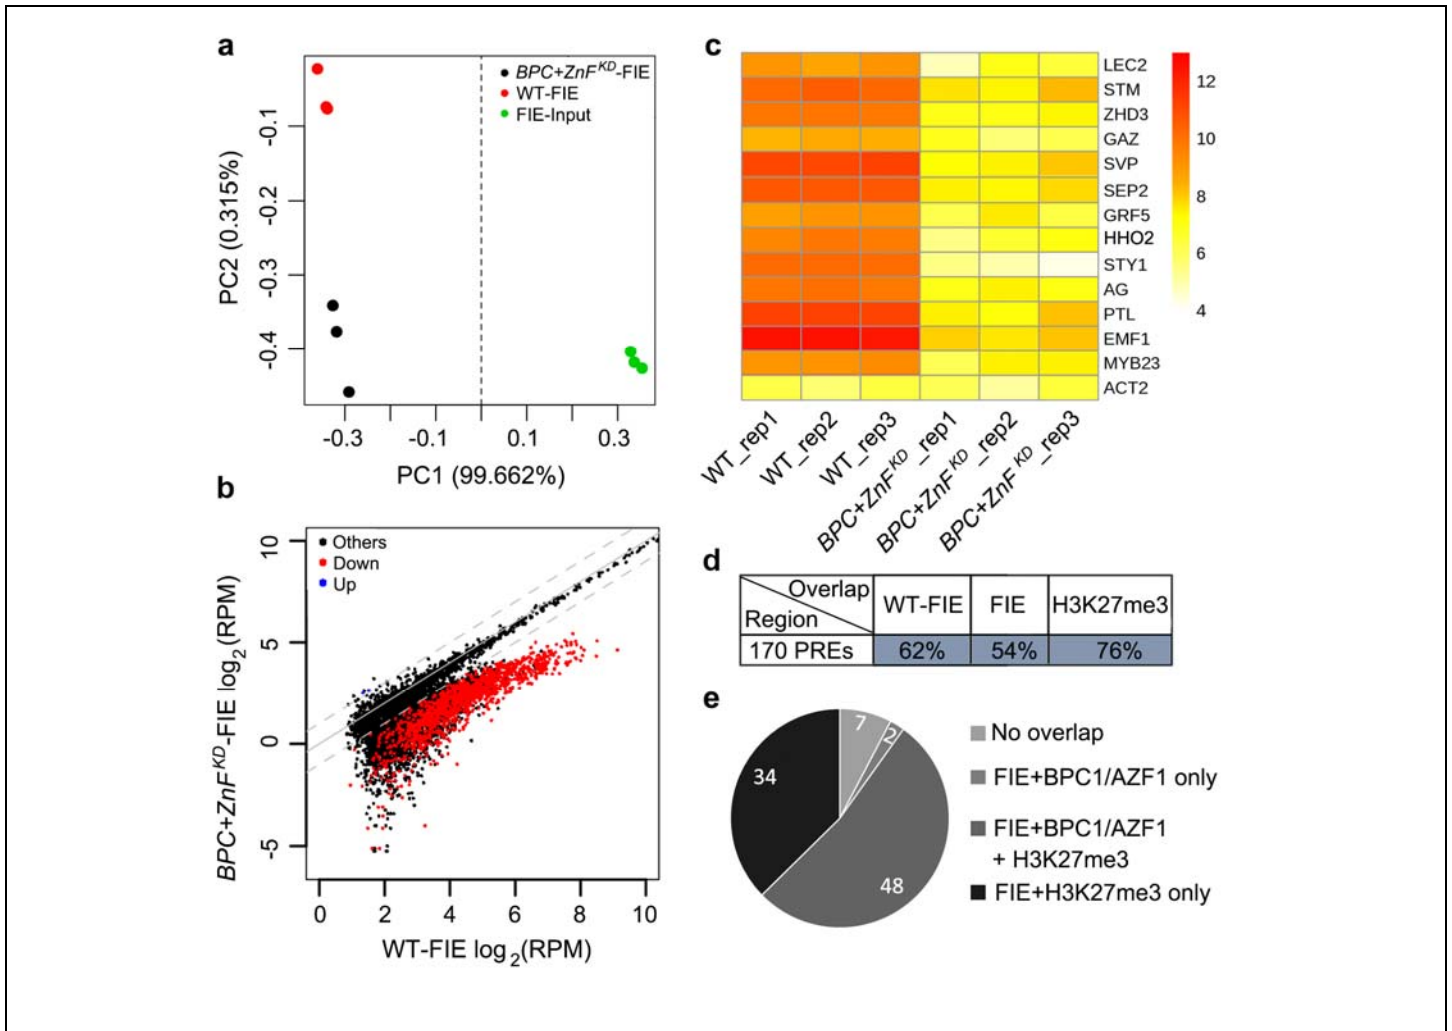 a
BPC+ZnF^KD-FIE
WT-FIE
FIE-Input
-0.1
-0.2
-0.3
-0.4
PC2 (0.315%)
-0.3
-0.1
0.1
0.3
PC1 (99.662%)
b
Others
Down
Up
10
5
0
-5
BPC+ZnF^KD-FIE log2(RPM)
0 2 4 6 8 10
WT-FIE log2(RPM)
c
LEC2
STM
ZHD3
GAZ
SVP
SEP2
GRF5
HHO2
STY1
AG
PTL
EMF1
MYB23
ACT2
12
10
8
6
4
WT_rep1
WT_rep2
WT_rep3
BPC+ZnF^KD_rep1
BPC+ZnF^KD_rep2
BPC+ZnF^KD_rep3
d
Overlap
Region
WT-FIE FIE H3K27me3
170 PREs 62% 54% 76%
e
7
2
34
48
No overlap
FIE+BPC1/AZF1 only
FIE+BPC1/AZF1
+ H3K27me3
FIE+H3K27me3 only